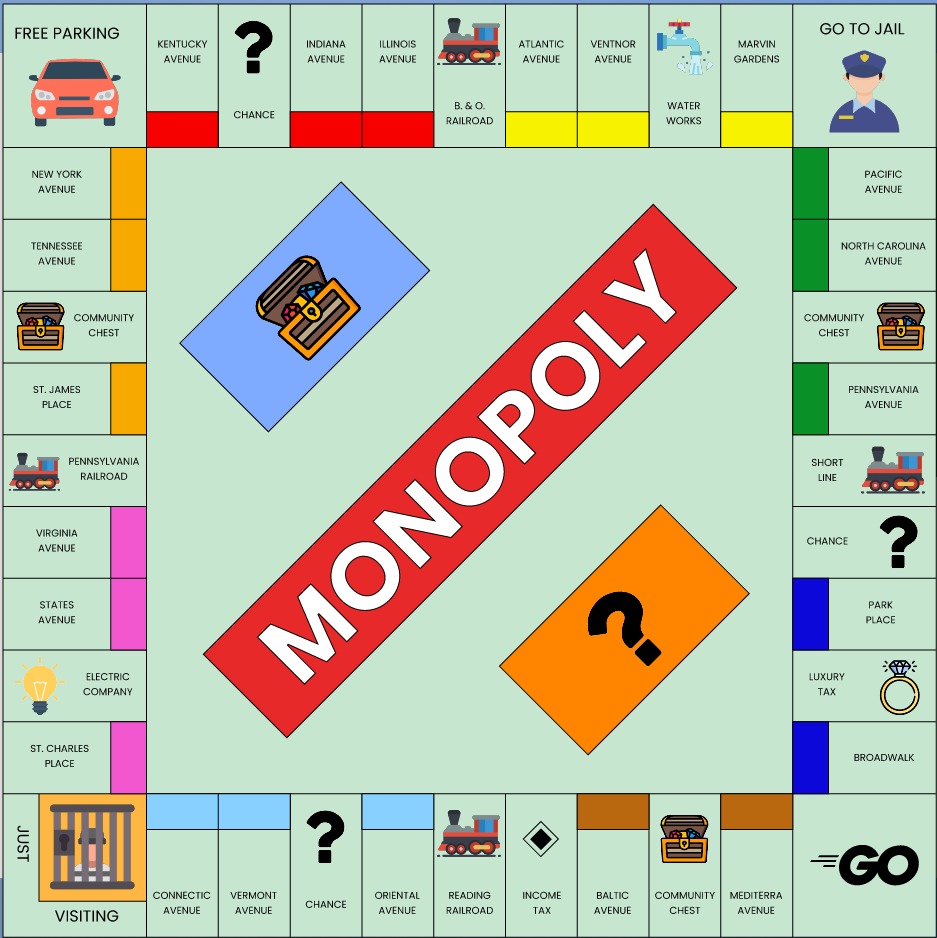 FREE PARKING
KENTUCKY
AVENUE
?
CHANCE
INDIANA
AVENUE
ILLINOIS
AVENUE
B. & O.
RAILROAD
ATLANTIC
AVENUE
VENTNOR
AVENUE
WATER
WORKS
MARVIN
GARDENS
GO TO JAIL
NEW YORK
AVENUE
TENNESSEE
AVENUE
COMMUNITY
CHEST
ST. JAMES
PLACE
PENNSYLVANIA
RAILROAD
VIRGINIA
AVENUE
STATES
AVENUE
ELECTRIC
COMPANY
ST. CHARLES
PLACE
MONOPOLY
?
PACIFIC
AVENUE
NORTH CAROLINA
AVENUE
COMMUNITY
CHEST
PENNSYLVANIA
AVENUE
SHORT
LINE
CHANCE
?
PARK
PLACE
LUXURY
TAX
BROADWALK
JUST
VISITING
CONNECTIC
AVENUE
VERMONT
AVENUE
?
CHANCE
ORIENTAL
AVENUE
READING
RAILROAD
INCOME
TAX
BALTIC
AVENUE
COMMUNITY
CHEST
MEDITERRA
AVENUE
GO